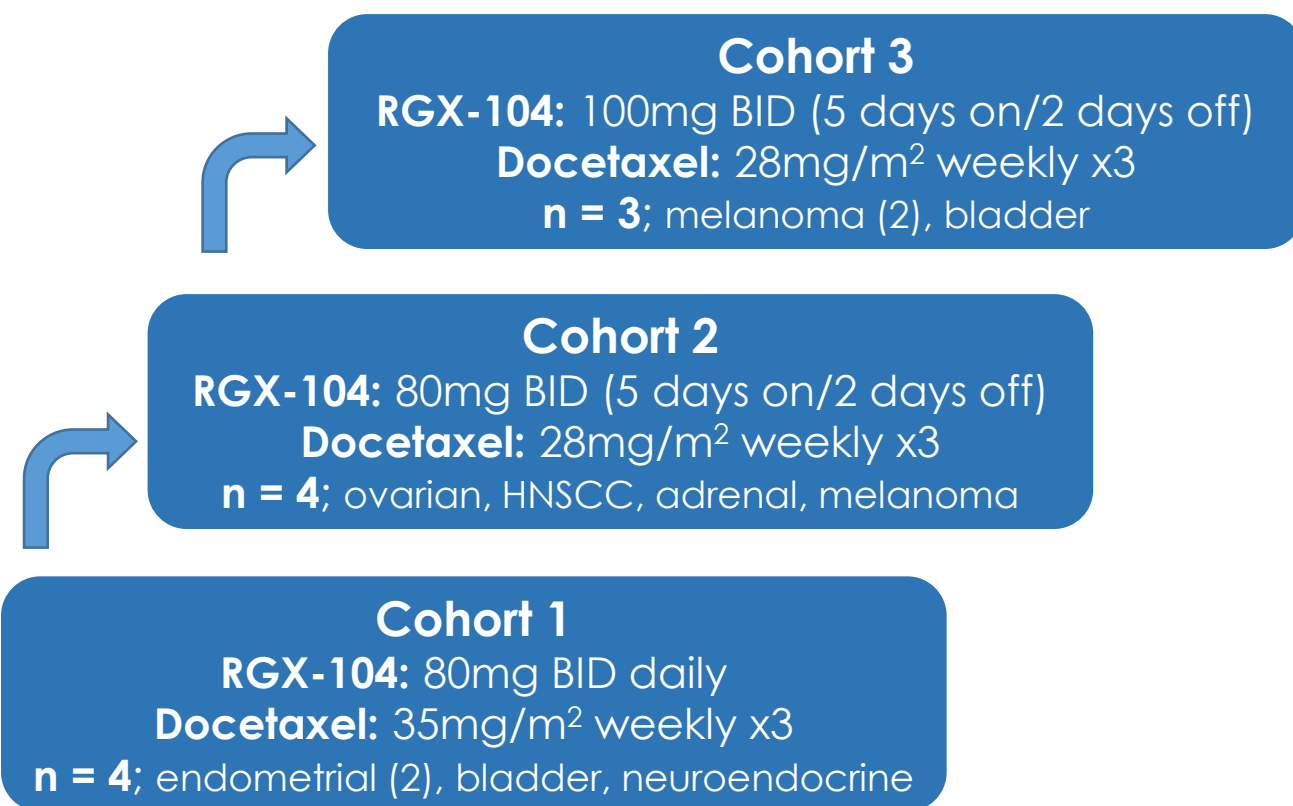 Cohort 3
RGX-104: 100mg BID (5 days on/2 days off)
Docetaxel: 28mg/m² weekly x3
n = 3; melanoma (2), bladder
Cohort 2
RGX-104: 80mg BID (5 days on/2 days off)
Docetaxel: 28mg/m² weekly x3
n = 4; ovarian, HNSCC, adrenal, melanoma
Cohort 1
RGX-104: 80mg BID daily
Docetaxel: 35mg/m² weekly x3
n = 4; endometrial (2), bladder, neuroendocrine